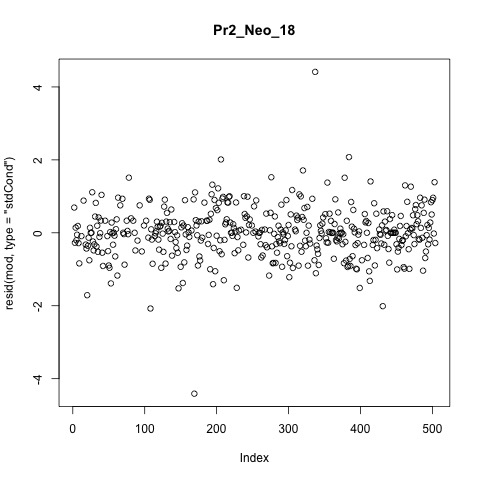 Pr2_Neo_18
resid(mod, type = "stdCond")
4
2
0
-2
-4
0 100 200 300 400 500
Index